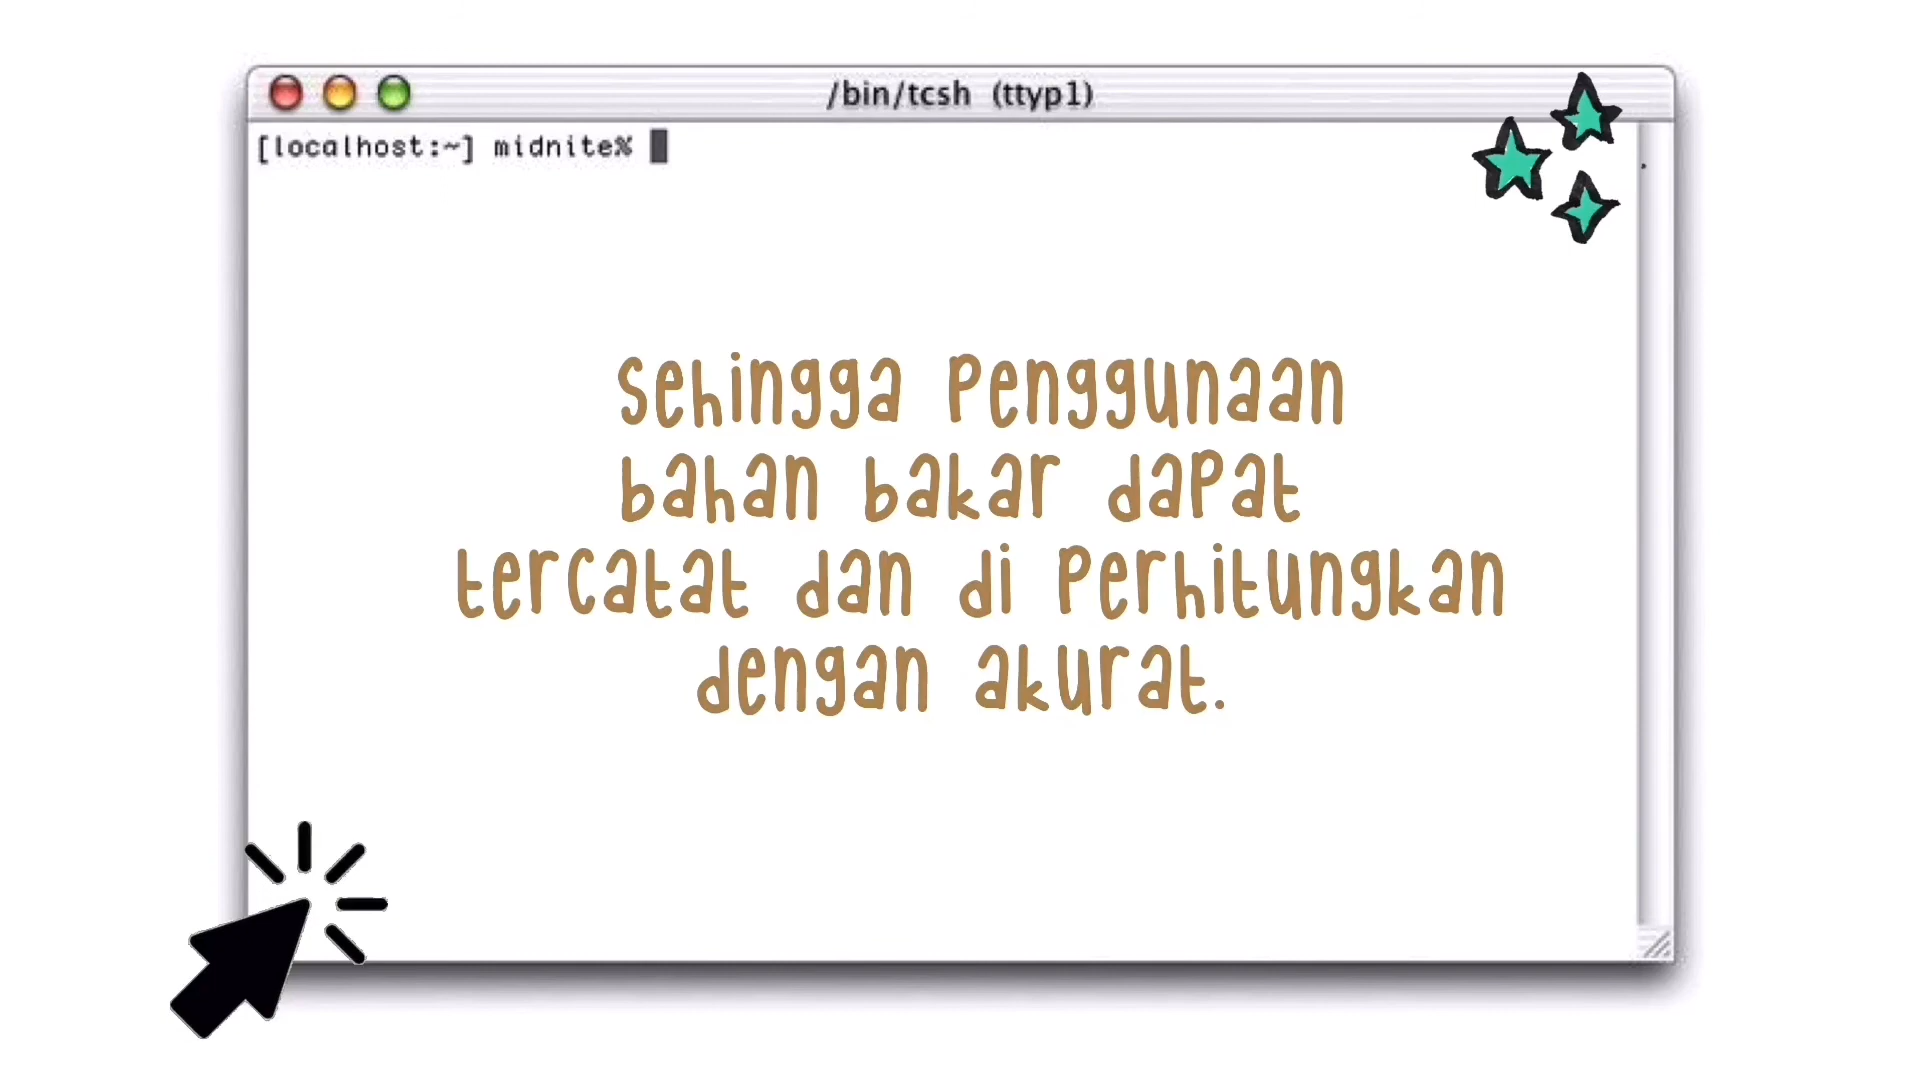 /bin/tcsh (ttyp1)
[localhost:~] midnite%
Sehingga Penggunaan
bahan bakar dapat
tercatat dan di Perhitungkan
dengan akurat.